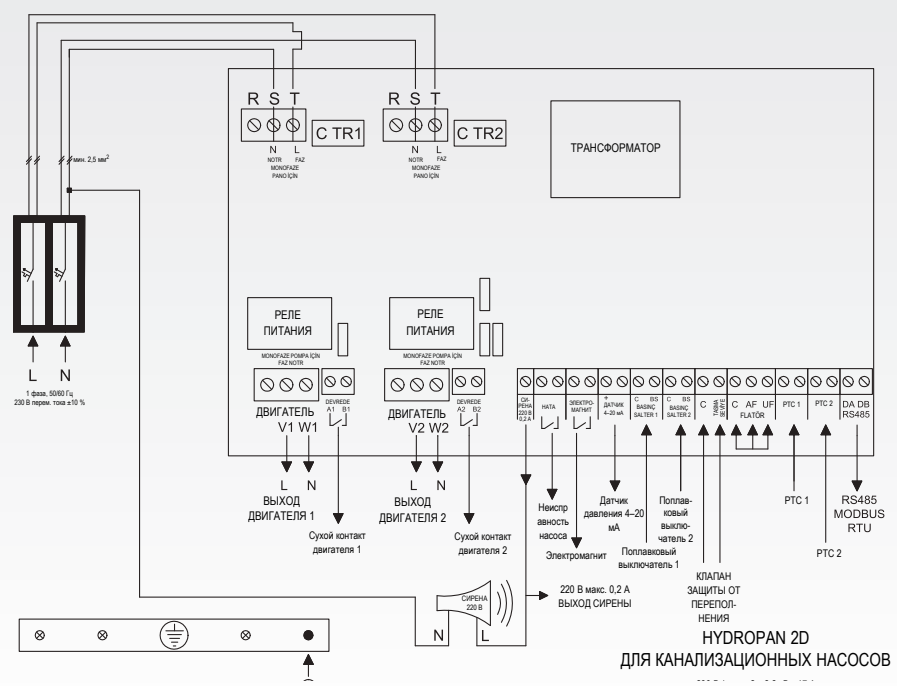 R S T
R S T
C TR1
C TR2
N L
NOTR FAZ
MONOFAZE
PANO İÇİN
N L
NOTR FAZ
MONOFAZE
PANO İÇİN
ТРАНСФОРМАТОР
мин. 2,5 мм²
L N
1 фаза, 50/60 Гц
230 В перем. тока ±10 %
РЕЛЕ
ПИТАНИЯ
РЕЛЕ
ПИТАНИЯ
MONOFAZE POMPA İÇİN
FAZ NOTR
MONOFAZE POMPA İÇİN
FAZ NOTR
ДВИГАТЕЛЬ
V1 W1
DEVREDE
A1 B1
ДВИГАТЕЛЬ
V2 W2
DEVREDE
A2 B2
СИ-
РЕНА
220 В
0,2 А
HATA
ЭЛЕКТРО-
МАГНИТ
+
ДАТЧИК
4–20 мА
C BS
BASINÇ
SALTER 1
C BS
BASINÇ
SALTER 2
C
TAŞMA
SEVİYE
C AF UF
FLATÖR
PTC 1
PTC 2
DA DB
RS485
L N
ВЫХОД
ДВИГАТЕЛЯ 1
Сухой контакт
двигателя 1
L N
ВЫХОД
ДВИГАТЕЛЯ 2
Сухой контакт
двигателя 2
Неиспр
авность
насоса
Электромагнит
Датчик
давления 4–20
мА
Поплавковый
выключатель 1
Поплав-
ковый
выклю-
чатель 2
КЛАПАН
ЗАЩИТЫ ОТ
ПЕРЕПОЛ-
НЕНИЯ
PTC 1
PTC 2
RS485
MODBUS
RTU
СИРЕНА
220 В
N L
220 В макс. 0,2 А
ВЫХОД СИРЕНЫ
HYDROPAN 2D
ДЛЯ КАНАЛИЗАЦИОННЫХ НАСОСОВ